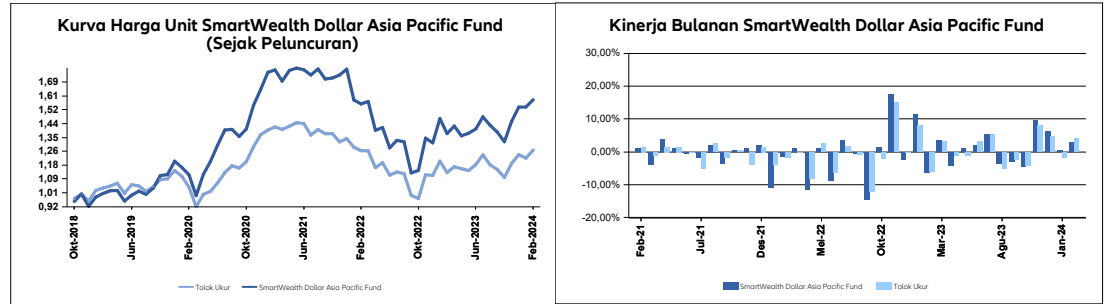 Kurva Harga Unit SmartWealth Dollar Asia Pacific Fund
(Sejak Peluncuran)
1,69
1,61
1,52
1,44
1,35
1,26
1,18
1,09
1,01
0,92
Okt-2018
Jun-2019
Feb-2020
Okt-2020
Jun-2021
Feb-2022
Okt-2022
Jun-2023
Feb-2024
Tolok Ukur
SmartWealth Dollar Asia Pacific Fund
Kinerja Bulanan SmartWealth Dollar Asia Pacific Fund
30,00%
20,00%
10,00%
0,00%
-10,00%
-20,00%
Feb-21
Jul-21
Des-21
Mei-22
Okt-22
Mar-23
Agu-23
Jan-24
SmartWealth Dollar Asia Pacific Fund
Tolok Ukur